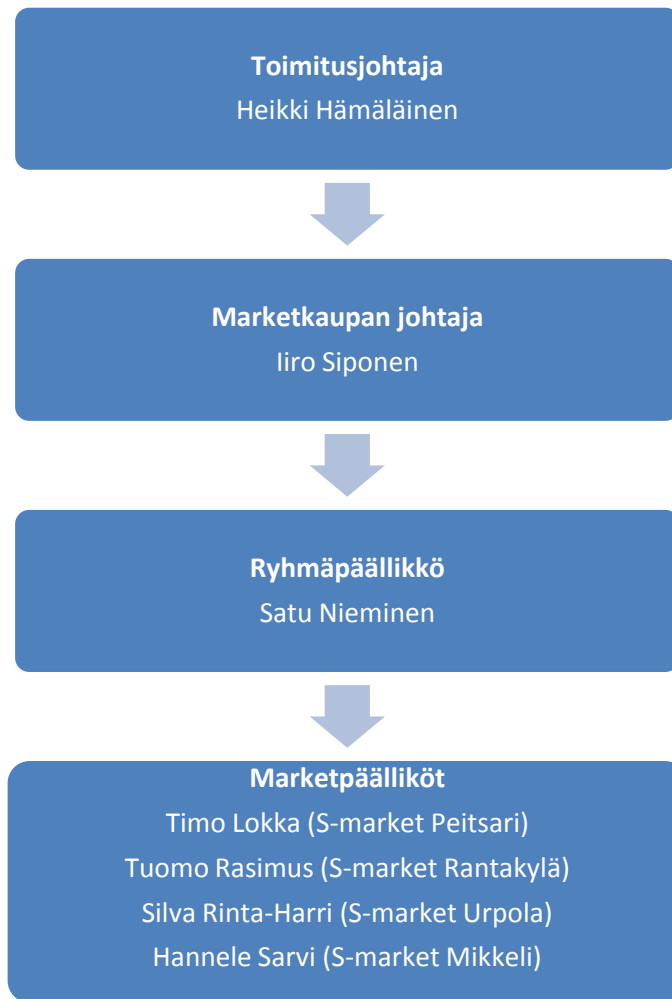 Toimitusjohtaja
Heikki Hämäläinen
Marketkaupan johtaja
Iiro Siponen
Ryhmäpäällikkö
Satu Nieminen
Marketpäälliköt
Timo Lokka (S-market Peitsari)
Tuomo Rasimus (S-market Rantakylä)
Silva Rinta-Harri (S-market Urpola)
Hannele Sarvi (S-market Mikkeli)